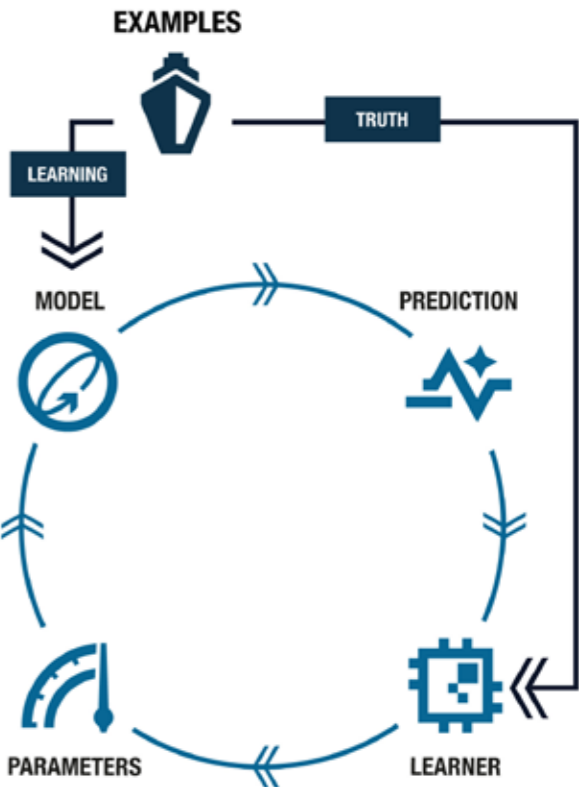 EXAMPLES
TRUTH
LEARNING
MODEL
PREDICTION
PARAMETERS
LEARNER